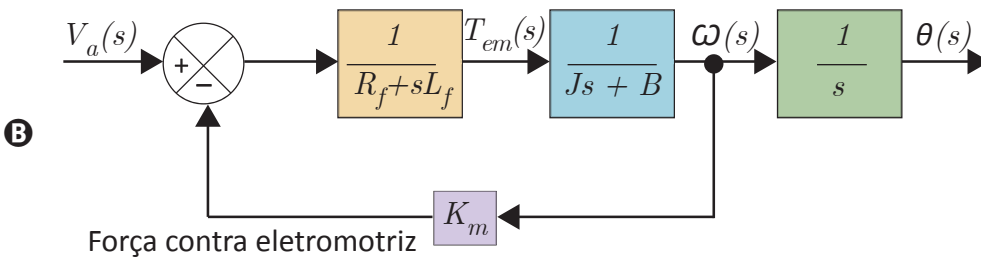 B
V_a(s)
+
−
1
R_f+sL_f
T_em(s)
1
Js + B
ω(s)
1
s
θ(s)
K_m
Força contra eletromotriz